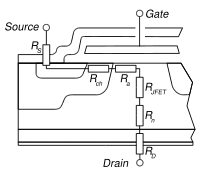 Gate
Source
R_S
R_ch
R_a
R_JFET
R_n
R_D
Drain